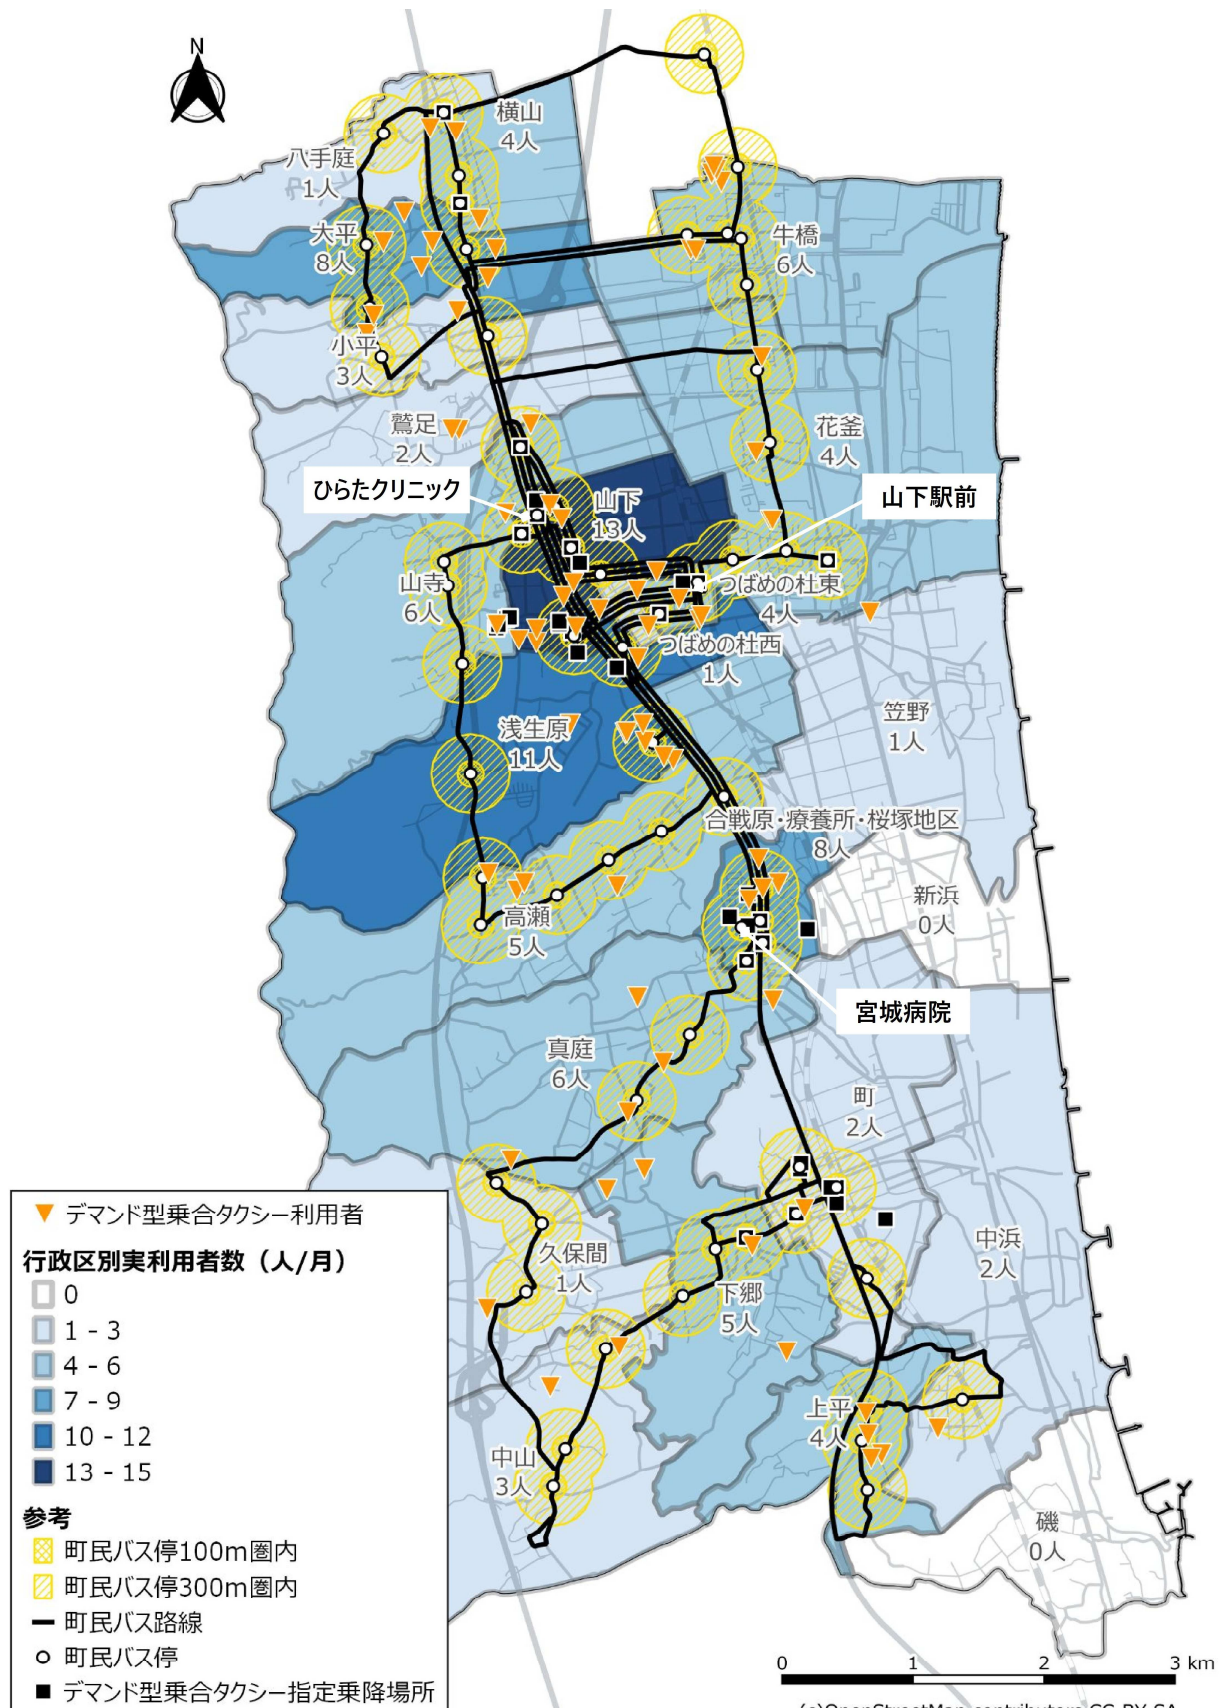 N
横山
4人
八手庭
1人
大平
8人
牛橋
6人
小平
3人
鷲足
2人
花釜
4人
ひらたクリニック
山下
13人
山下駅前
山寺
6人
つばめの杜東
4人
つばめの杜西
1人
笠野
1人
浅生原
11人
合戦原・療養所・桜塚地区
8人
新浜
0人
高瀬
5人
宮城病院
真庭
6人
町
2人
久保間
1人
中浜
2人
下郷
5人
上平
4人
中山
3人
磯
0人
デマンド型乗合タクシー利用者
行政区別実利用者数（人/月）
0
1 - 3
4 - 6
7 - 9
10 - 12
13 - 15
参考
町民バス停100m圏内
町民バス停300m圏内
町民バス路線
町民バス停
デマンド型乗合タクシー指定乗降場所
0 1 2 3 km
(c)OpenStreetMap contributors CC-BY-SA